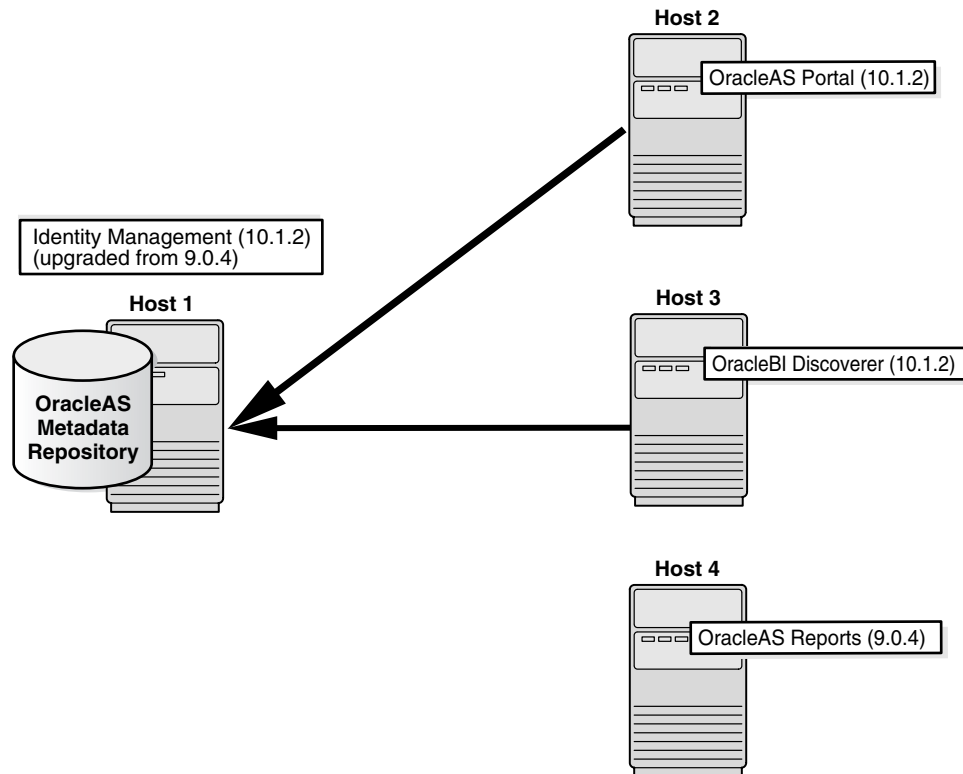 Host 2
OracleAS Portal (10.1.2)
Identity Management (10.1.2)
(upgraded from 9.0.4)
Host 1
OracleAS
Metadata
Repository
Host 3
OracleBI Discoverer (10.1.2)
Host 4
OracleAS Reports (9.0.4)